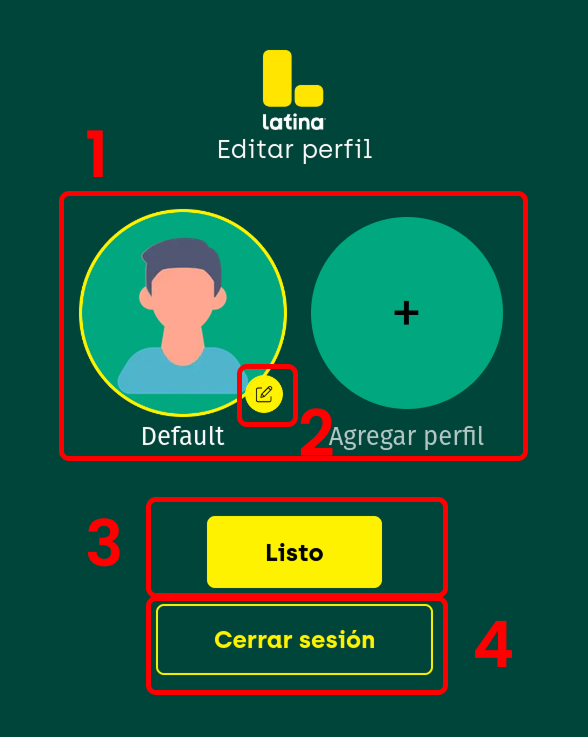 latina
Editar perfil
1
+
Default
2
Agregar perfil
3
Listo
Cerrar sesión
4